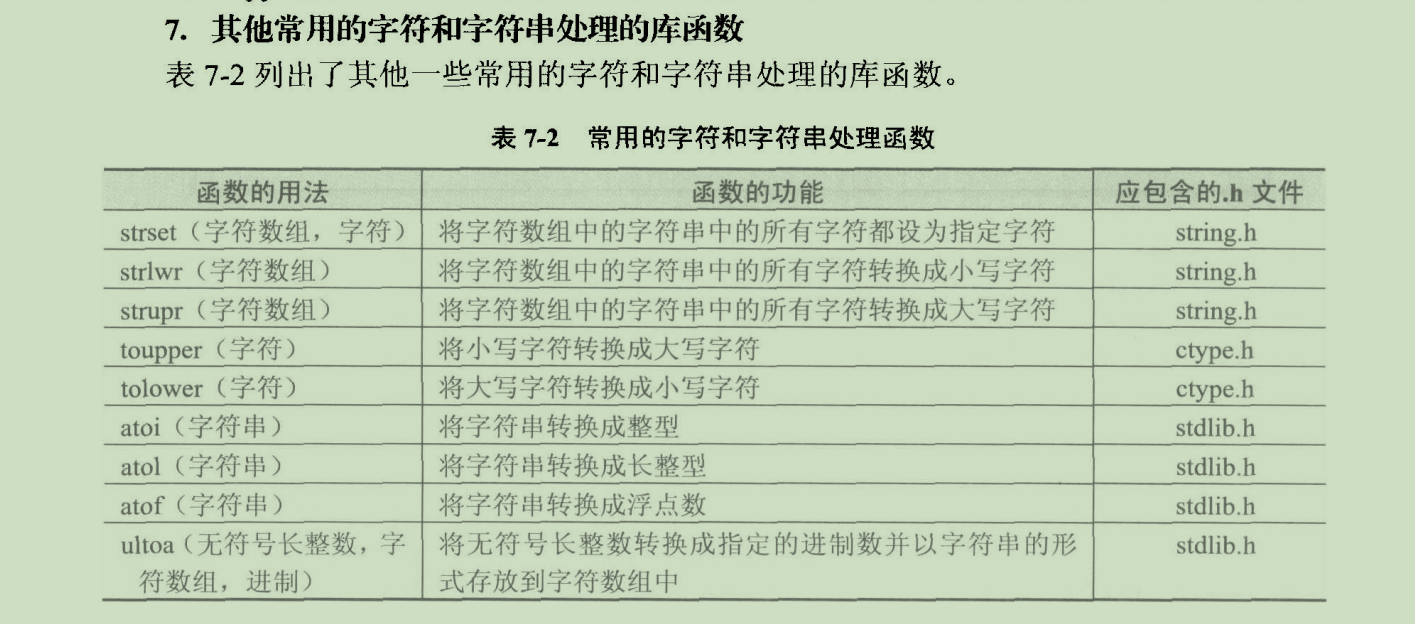 7. 其他常用的字符和字符串处理的库函数
表 7-2 列出了其他一些常用的字符和字符串处理的库函数。
表 7-2 常用的字符和字符串处理函数
函数的用法 函数的功能 应包含的.h 文件
strset（字符数组，字符） 将字符数组中的字符串中的所有字符都设为指定字符 string.h
strlwr（字符数组） 将字符数组中的字符串中的所有字符转换成小写字符 string.h
strupr（字符数组） 将字符数组中的字符串中的所有字符转换成大写字符 string.h
toupper（字符） 将小写字符转换成大写字符 ctype.h
tolower（字符） 将大写字符转换成小写字符 ctype.h
atoi（字符串） 将字符串转换成整型 stdlib.h
atol（字符串） 将字符串转换成长整型 stdlib.h
atof（字符串） 将字符串转换成浮点数 stdlib.h
ultoa（无符号长整数，字 将无符号长整数转换成指定的进制数并以字符串的形 stdlib.h
符数组，进制） 式存放到字符数组中